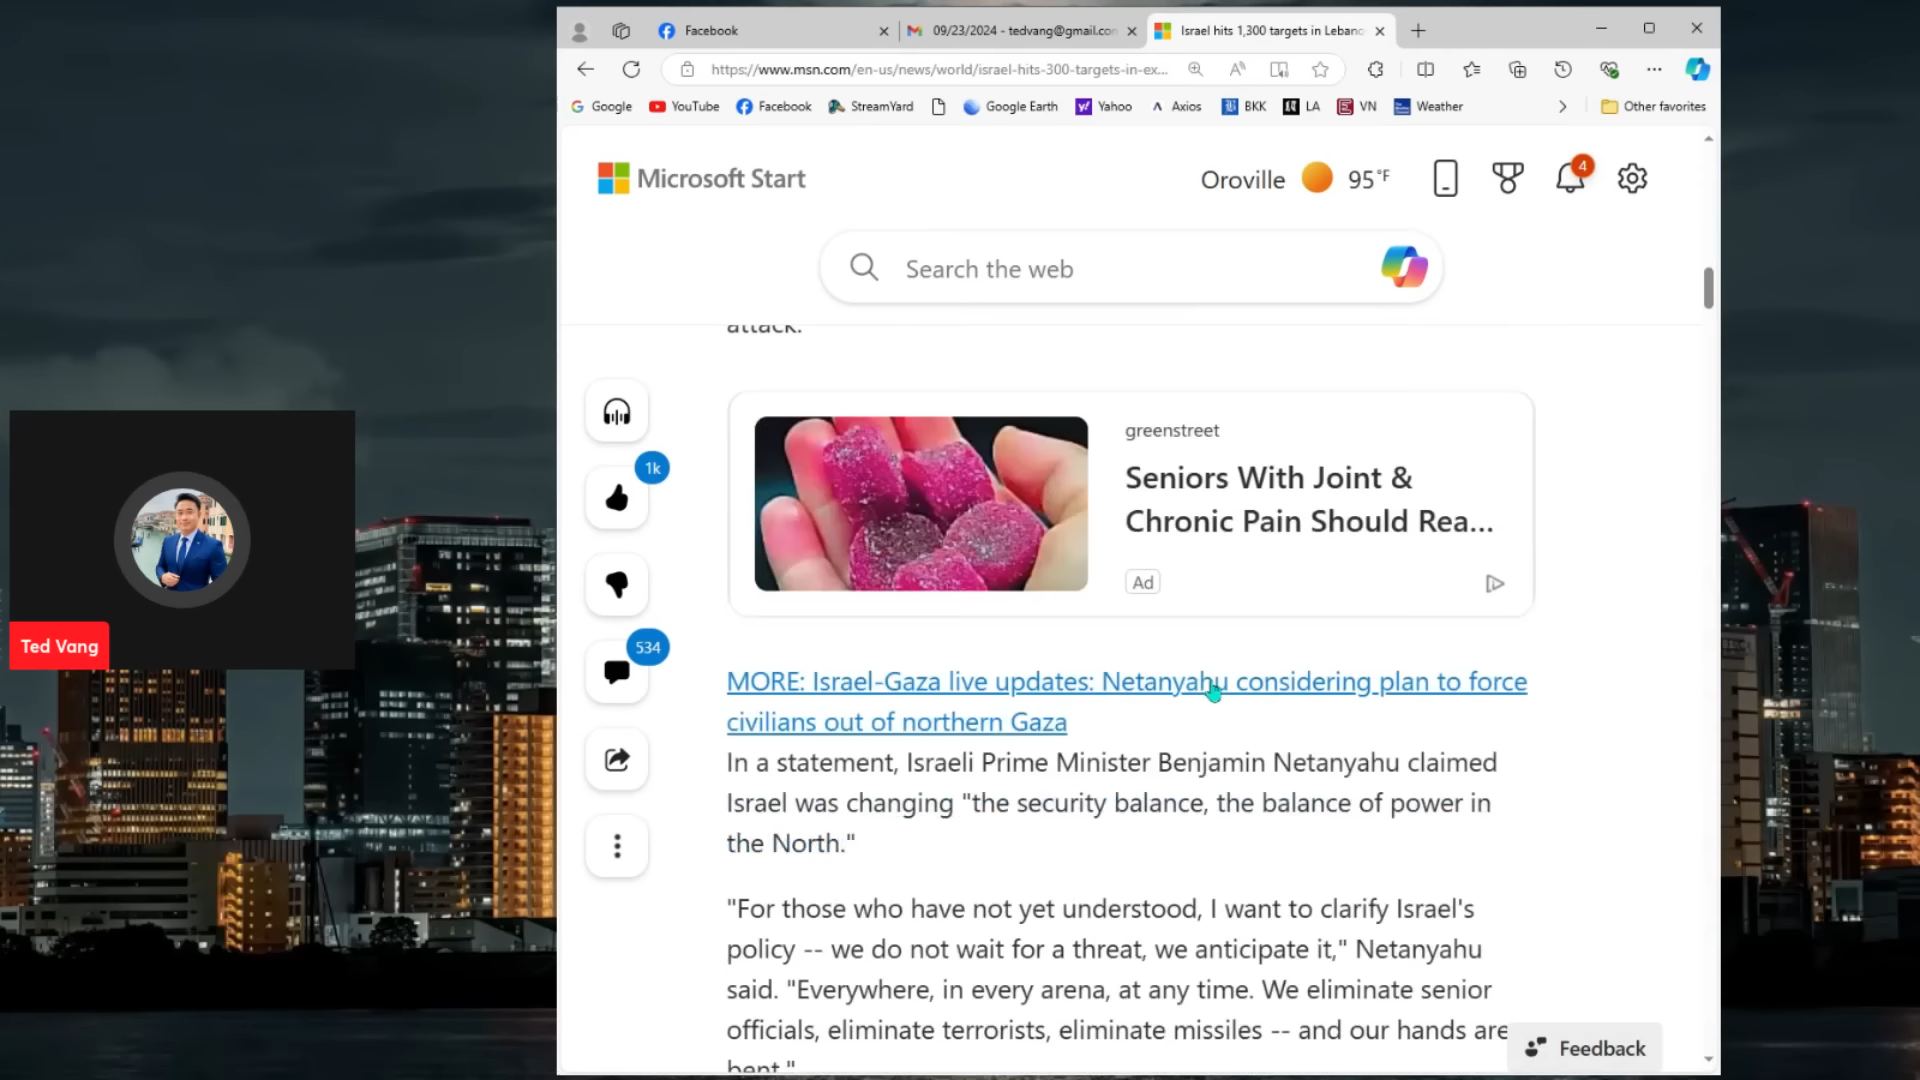 Facebook
09/23/2024 - tedvang@gmail.con
Israel hits 1,300 targets in Lebano
https://www.msn.com/en-us/news/world/israel-hits-300-targets-in-ex...
Google
YouTube
Facebook
StreamYard
Google Earth
Yahoo
Axios
BKK
LA
VN
Weather
Other favorites
Microsoft Start
Oroville
95°F
4
Search the web
attack.
greenstreet
Seniors With Joint &
Chronic Pain Should Rea...
Ad
1k
534
Ted Vang
MORE: Israel-Gaza live updates: Netanyahu considering plan to force
civilians out of northern Gaza
In a statement, Israeli Prime Minister Benjamin Netanyahu claimed
Israel was changing "the security balance, the balance of power in
the North."
"For those who have not yet understood, I want to clarify Israel's
policy -- we do not wait for a threat, we anticipate it," Netanyahu
said. "Everywhere, in every arena, at any time. We eliminate senior
officials, eliminate terrorists, eliminate missiles -- and our hands are
bent."
Feedback